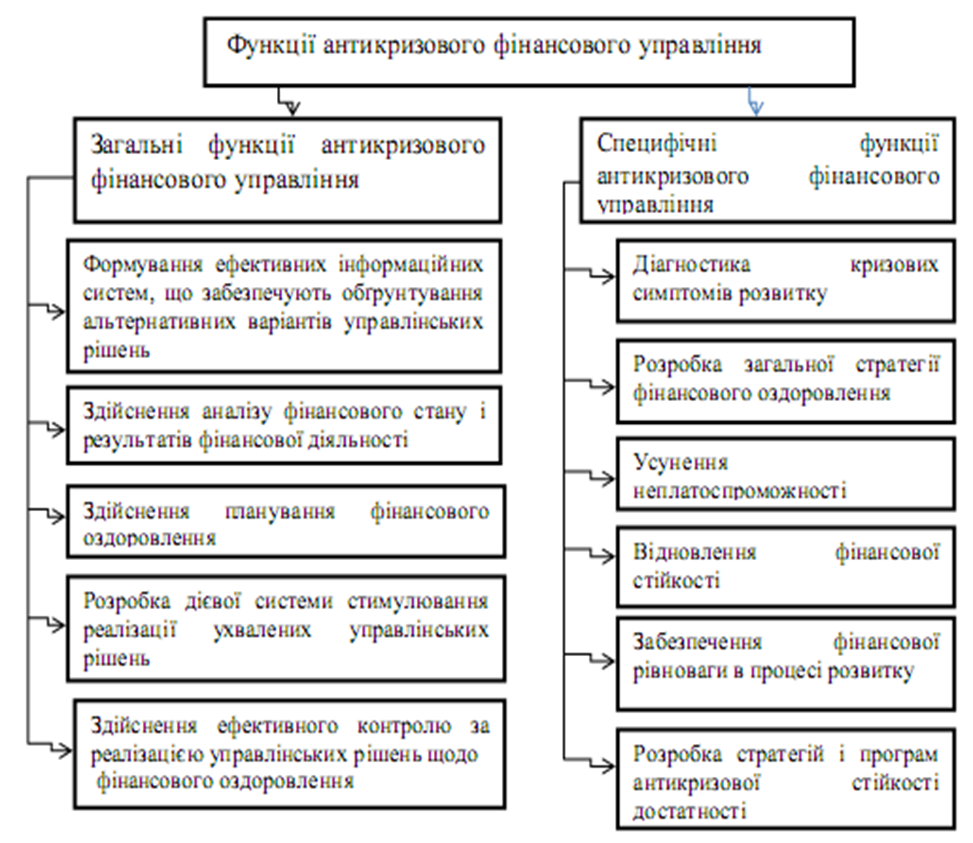 Функції антикризового фінансового управління
Загальні функції антикризового
фінансового управління
Формування ефективних інформаційних
систем, що забезпечують обґрунтування
альтернативних варіантів управлінських
рішень
Здійснення аналізу фінансового стану і
результатів фінансової діяльності
Здійснення планування фінансового
оздоровлення
Розробка дієвої системи стимулювання
реалізації ухвалених управлінських
рішень
Здійснення ефективного контролю за
реалізацією управлінських рішень щодо
фінансового оздоровлення
Специфічні функції
антикризового фінансового
управління
Діагностика кризових
симптомів розвитку
Розробка загальної стратегії
фінансового оздоровлення
Усунення
неплатоспроможності
Відновлення фінансової
стійкості
Забезпечення фінансової
рівноваги в процесі розвитку
Розробка стратегій і програм
антикризової стійкості
достатності